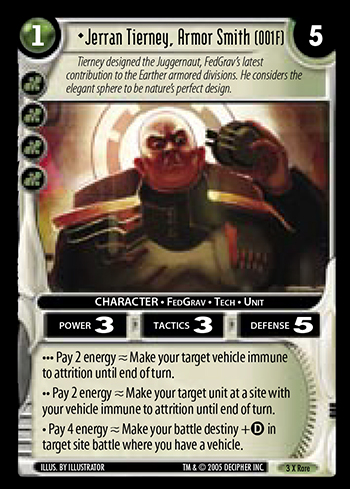 1
•Jerran Tierney, Armor Smith (001F)
5
Tierney designed the Juggernaut, FedGrav's latest
contribution to the Earther armored divisions. He considers the
elegant sphere to be nature's perfect design.
CHARACTER • FEDGRAV • TECH • UNIT
POWER 3 TACTICS 3 DEFENSE 5
••• Pay 2 energy ≈ Make your target vehicle immune
to attrition until end of turn.
•• Pay 2 energy ≈ Make your target unit at a site with
your vehicle immune to attrition until end of turn.
• Pay 4 energy ≈ Make your battle destiny +D in
target site battle where you have a vehicle.
ILLUS. BY ILLUSTRATOR TM & © 2005 DECIPHER INC. 3 X Rare